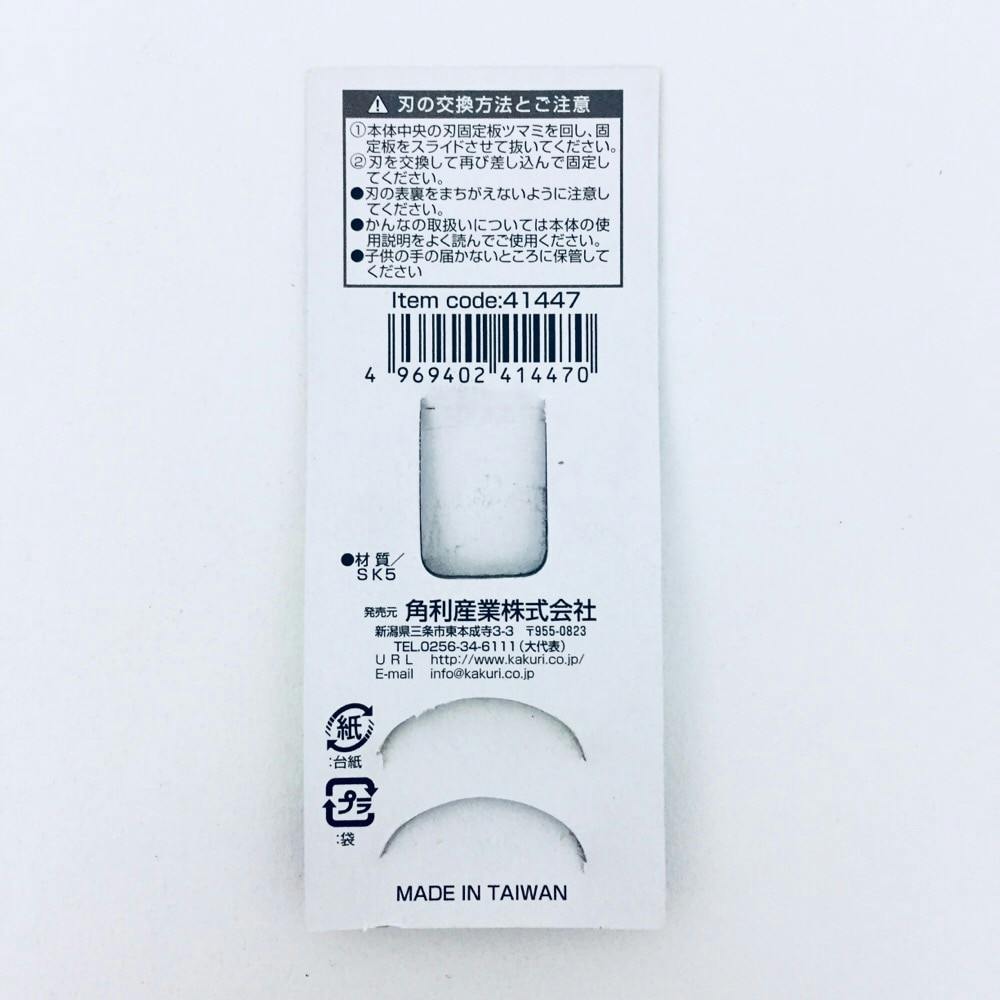 ⚠ 刃の交換方法とご注意
①本体中央の刃固定板ツマミを回し、固
定板をスライドさせて抜いてください。
②刃を交換して再び差し込んで固定し
てください。
●刃の表裏をまちがえないように注意し
てください。
●かんなの取扱いについては本体の使
用説明をよく読んでご使用ください。
●子供の手の届かないところに保管して
ください
Item code:41447
4 969402 414470
●材 質／
SK5
発売元 角利産業株式会社
新潟県三条市東本成寺3-3 〒955-0823
TEL.0256-34-6111(大代表)
URL http://www.kakuri.co.jp/
E-mail info@kakuri.co.jp
紙
:台紙
プラ
:袋
MADE IN TAIWAN